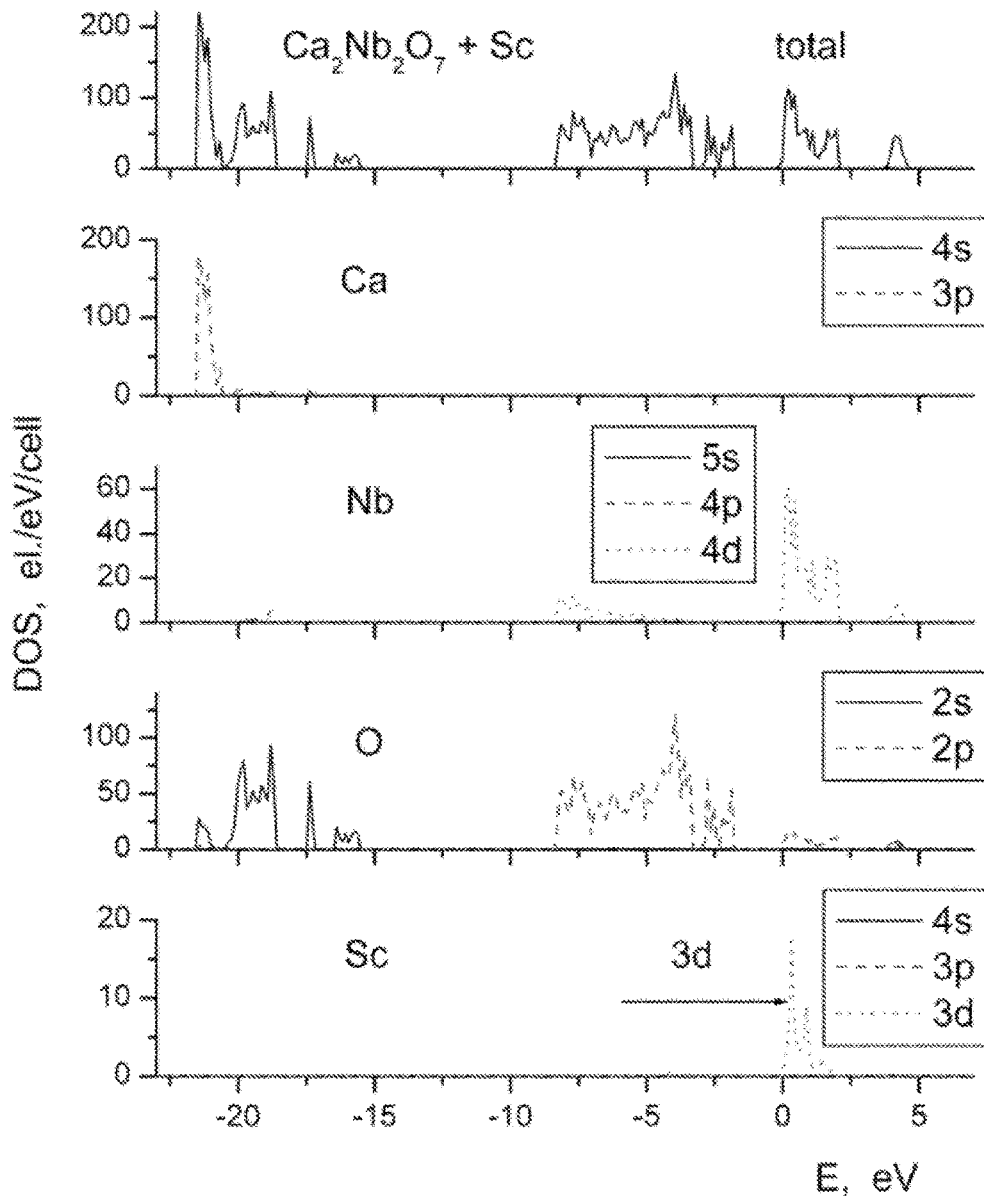 Ca₂Nb₂O₇ + Sc total
200
100
0
Ca
4s
3p
200
100
0
Nb
5s
4p
4d
60
40
20
0
O
2s
2p
100
50
0
Sc 3d
4s
3p
3d
20
10
0
-20 -15 -10 -5 0 5
E, eV
DOS, el./eV/cell